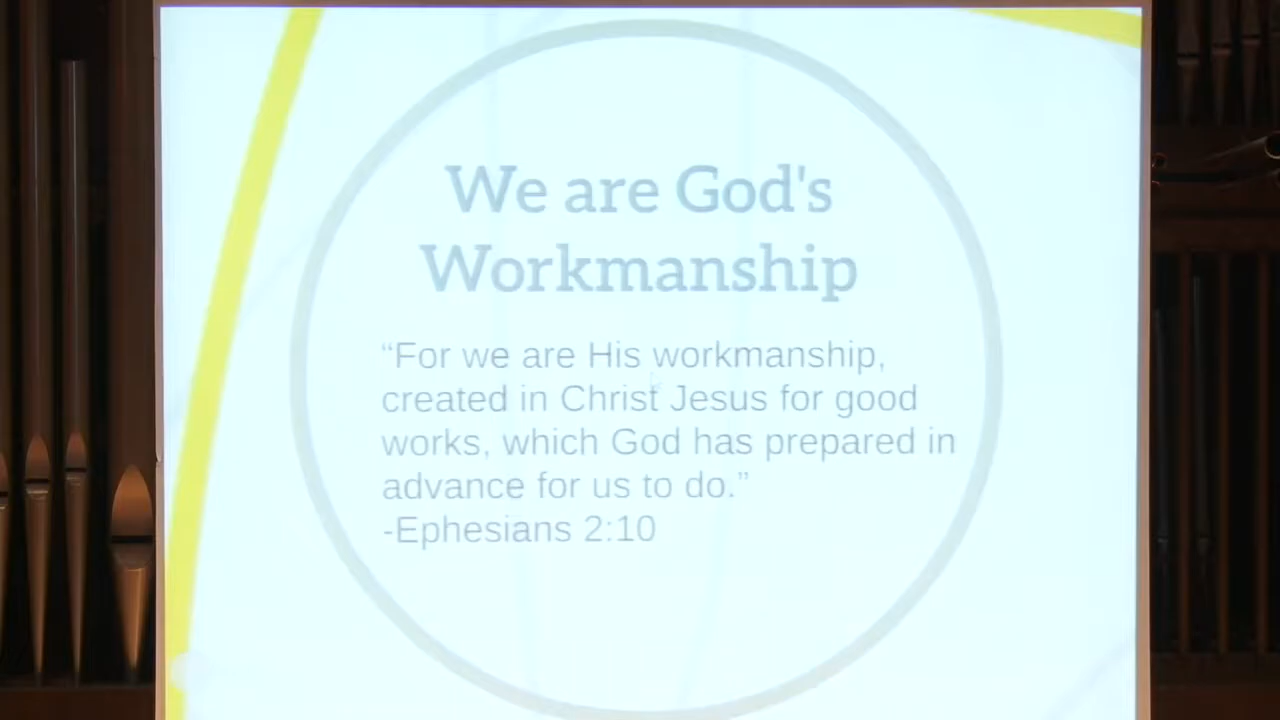 We are God's
Workmanship
“For we are His workmanship,
created in Christ Jesus for good
works, which God has prepared in
advance for us to do.”
-Ephesians 2:10